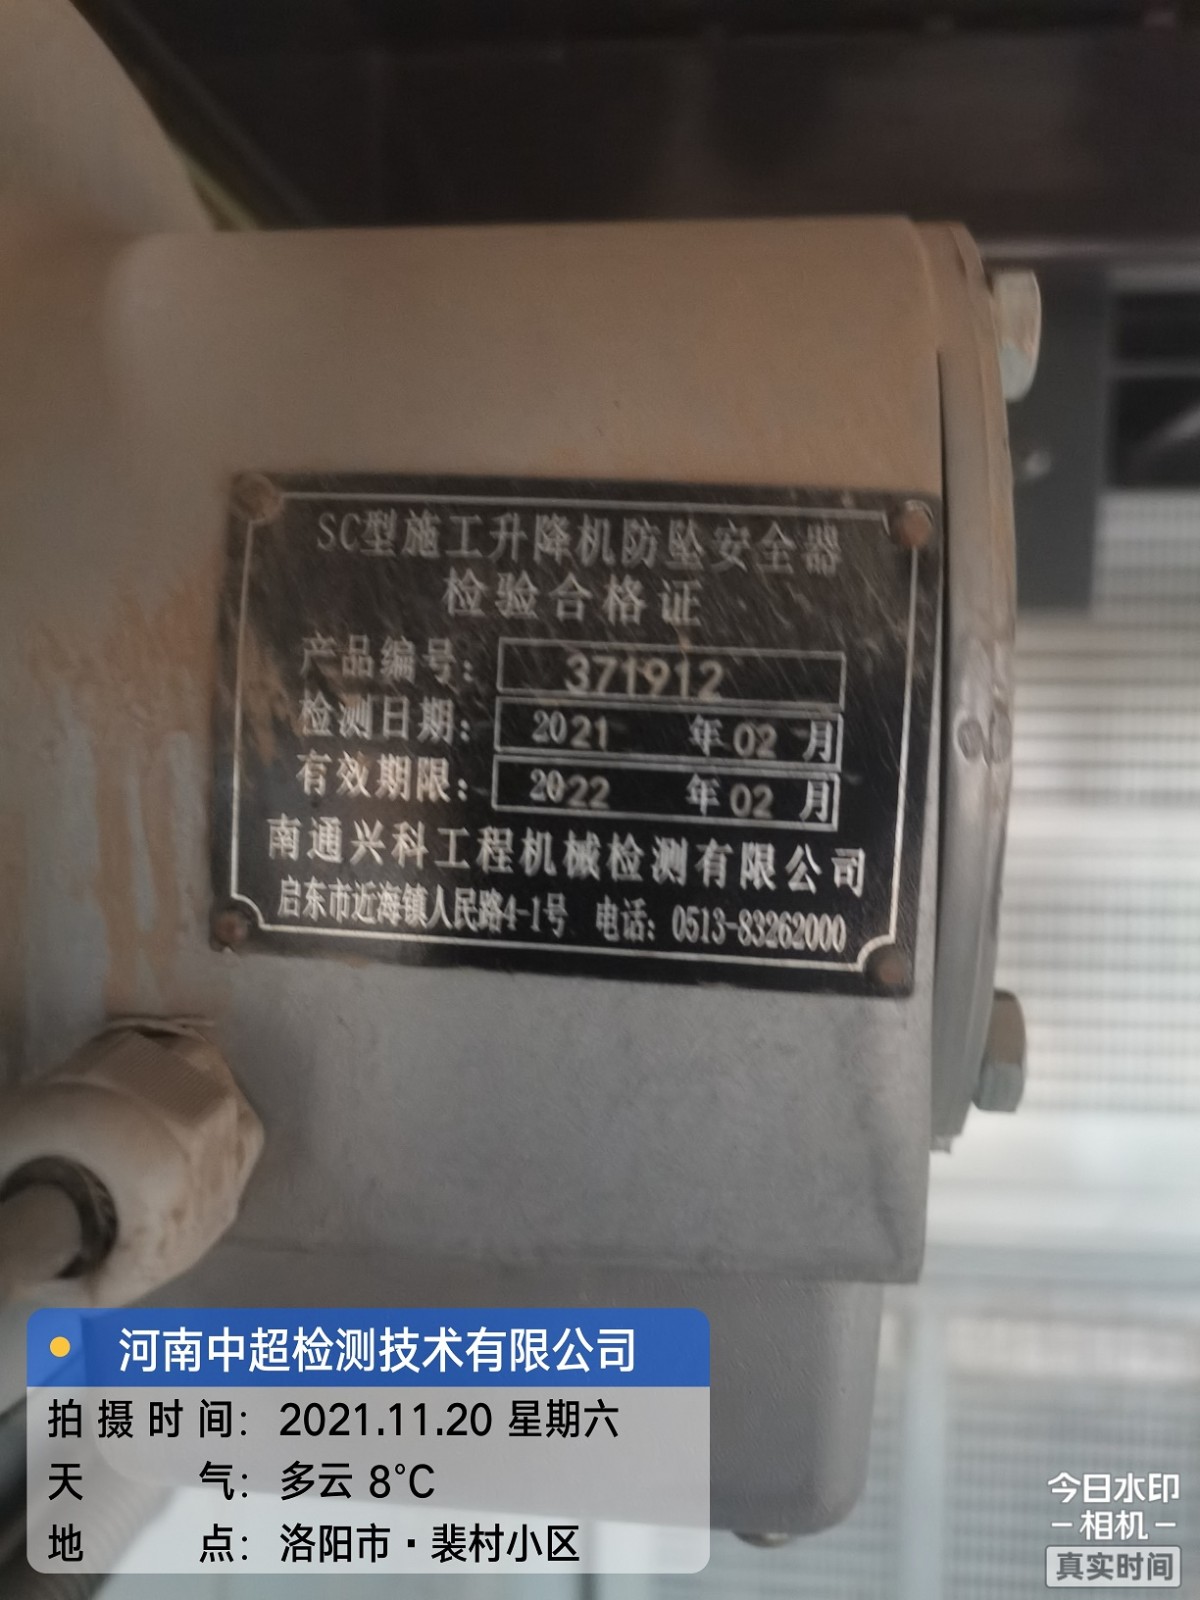 SC型施工升降机防坠安全器
检验合格证
产品编号: 371912
检测日期: 2021 年 02 月
有效期限: 2022 年 02 月
南通兴科工程机械检测有限公司
启东市近海镇人民路4-1号 电话: 0513-83262000
河南中超检测技术有限公司
拍摄时间: 2021.11.20 星期六
天气: 多云 8℃
地点: 洛阳市·裴村小区
今日水印
相机
真实时间